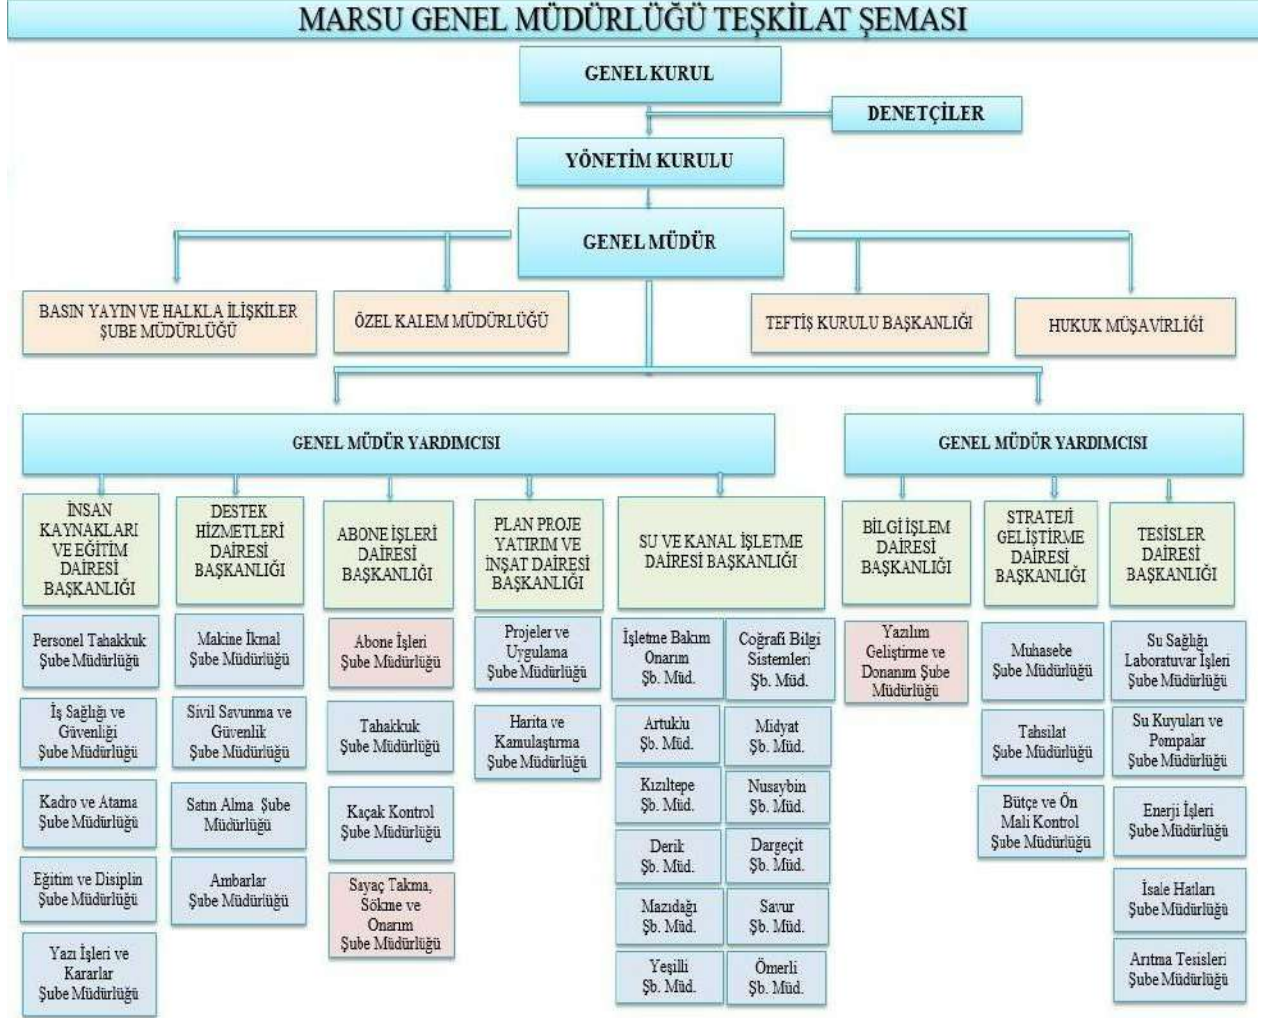 MARSU GENEL MÜDÜRLÜĞÜ TEŞKİLAT ŞEMASI
GENEL KURUL
DENETÇİLER
YÖNETİM KURULU
GENEL MÜDÜR
BASIN YAYIN VE HALKLA İLİŞKİLER
ŞUBE MÜDÜRLÜĞÜ
ÖZEL KALEM MÜDÜRLÜĞÜ
TEFTİŞ KURULU BAŞKANLIĞI
HUKUK MÜŞAVİRLİĞİ
GENEL MÜDÜR YARDIMCISI
GENEL MÜDÜR YARDIMCISI
İNSAN
KAYNAKLARI
VE EĞİTİM
DAİRESİ
BAŞKANLIĞI
DESTEK
HİZMETLERİ
DAİRESİ
BAŞKANLIĞI
ABONE İŞLERİ
DAİRESİ
BAŞKANLIĞI
PLAN PROJE
YATIRIM VE
İNŞAT DAİRESİ
BAŞKANLIĞI
SU VE KANAL İŞLETME
DAİRESİ BAŞKANLIĞI
BİLGİ İŞLEM
DAİRESİ
BAŞKANLIĞI
STRATEJİ
GELİŞTİRME
DAİRESİ
BAŞKANLIĞI
TESİSLER
DAİRESİ
BAŞKANLIĞI
Personel Tahakkuk
Şube Müdürlüğü
İş Sağlığı ve
Güvenliği
Şube Müdürlüğü
Kadro ve Atama
Şube Müdürlüğü
Eğitim ve Disiplin
Şube Müdürlüğü
Yazı İşleri ve
Kararlar
Şube Müdürlüğü
Makine İkmal
Şube Müdürlüğü
Sivil Savunma ve
Güvenlik
Şube Müdürlüğü
Satın Alma Şube
Müdürlüğü
Ambarlar
Şube Müdürlüğü
Abone İşleri
Şube Müdürlüğü
Tahakkuk
Şube Müdürlüğü
Kaçak Kontrol
Şube Müdürlüğü
Sayaç Takma,
Sökme ve
Onarım
Şube Müdürlüğü
Projeler ve
Uygulama
Şube Müdürlüğü
Harita ve
Kamulaştırma
Şube Müdürlüğü
İşletme Bakım
Onarım
Şb. Müd.
Artuklu
Şb. Müd.
Kızıltepe
Şb. Müd.
Derik
Şb. Müd.
Mazıdağı
Şb. Müd.
Yeşilli
Şb. Müd.
Coğrafi Bilgi
Sistemleri
Şb. Müd.
Midyat
Şb. Müd.
Nusaybin
Şb. Müd.
Dargeçit
Şb. Müd.
Savur
Şb. Müd.
Ömerli
Şb. Müd.
Yazılım
Geliştirme ve
Donanım Şube
Müdürlüğü
Muhasebe
Şube Müdürlüğü
Tahsilat
Şube Müdürlüğü
Bütçe ve Ön
Mali Kontrol
Şube Müdürlüğü
Su Sağlığı
Laboratuvar İşleri
Şube Müdürlüğü
Su Kuyuları ve
Pompalar
Şube Müdürlüğü
Enerji İşleri
Şube Müdürlüğü
İsale Hatları
Şube Müdürlüğü
Arıtma Tesisleri
Şube Müdürlüğü